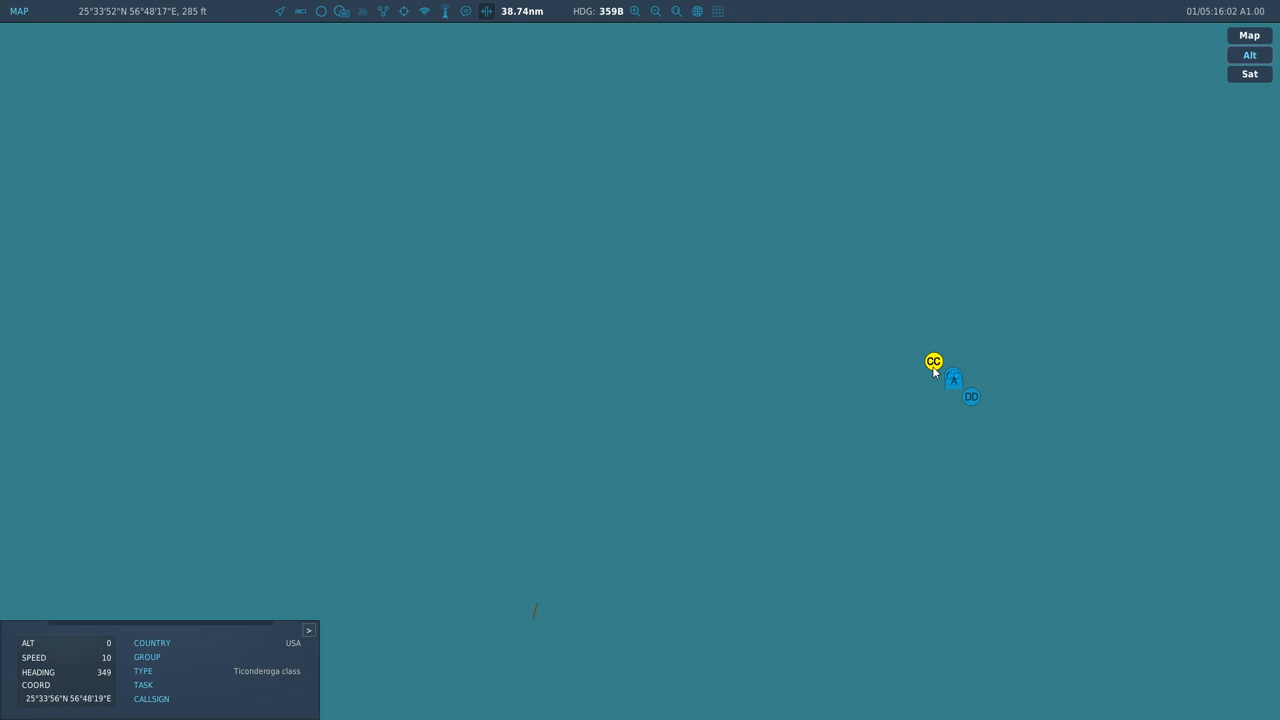 MAP 25°33'52"N 56°48'17"E, 285 ft 38.74nm HDG: 359B 01/05:16:02 A1.00
Map
Alt
Sat
CC
A
DD
>
ALT 0 COUNTRY USA
SPEED 10 GROUP
HEADING 349 TYPE Ticonderoga class
COORD TASK
25°33'56"N 56°48'19"E CALLSIGN